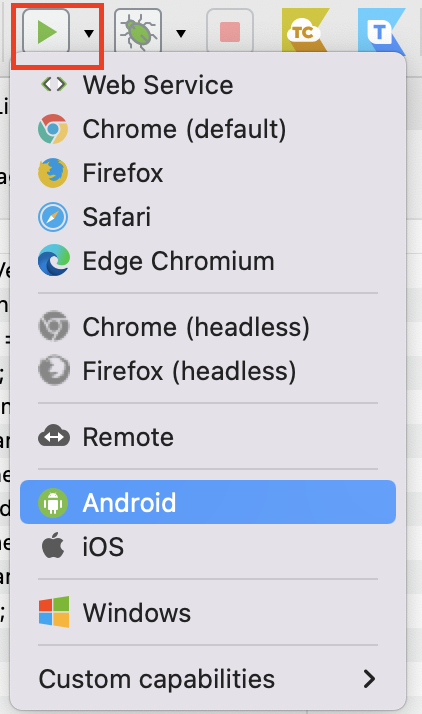 TC
T
Web Service
Chrome (default)
Firefox
Safari
Edge Chromium
Chrome (headless)
Firefox (headless)
Remote
Android
iOS
Windows
Custom capabilities